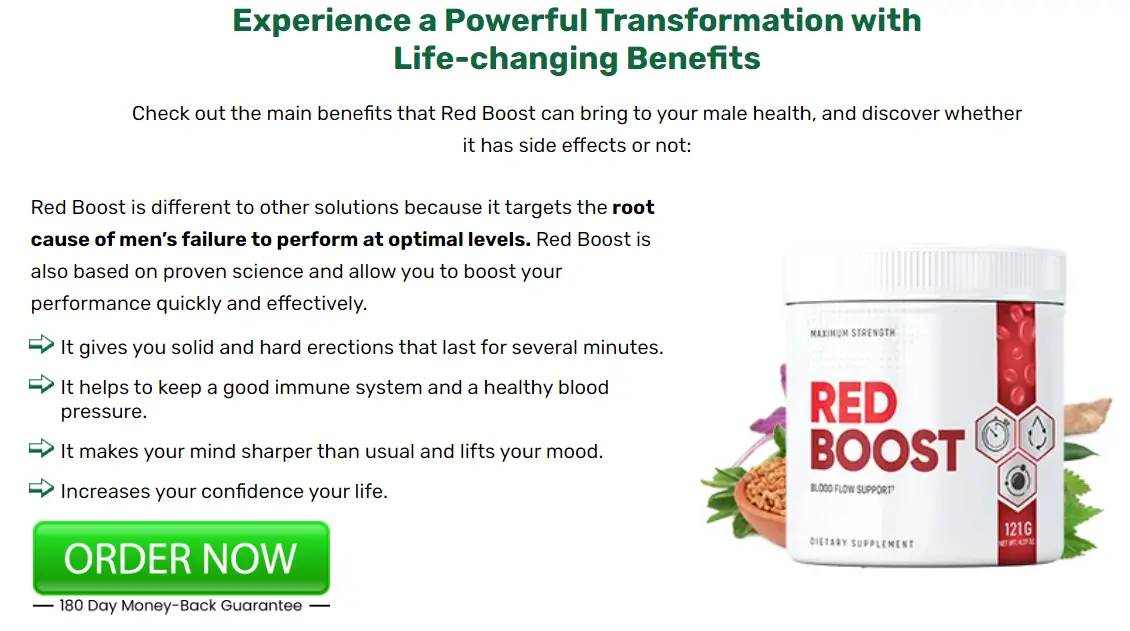 Experience a Powerful Transformation with
Life-changing Benefits
Check out the main benefits that Red Boost can bring to your male health, and discover whether
it has side effects or not:
Red Boost is different to other solutions because it targets the root
cause of men's failure to perform at optimal levels. Red Boost is
also based on proven science and allow you to boost your
performance quickly and effectively.
It gives you solid and hard erections that last for several minutes.
It helps to keep a good immune system and a healthy blood
pressure.
It makes your mind sharper than usual and lifts your mood.
Increases your confidence your life.
ORDER NOW
180 Day Money-Back Guarantee
MAXIMUM STRENGTH
RED
BOOST
BLOOD FLOW SUPPORT†
DIETARY SUPPLEMENT
121G
NET WT. 4.27 OZ